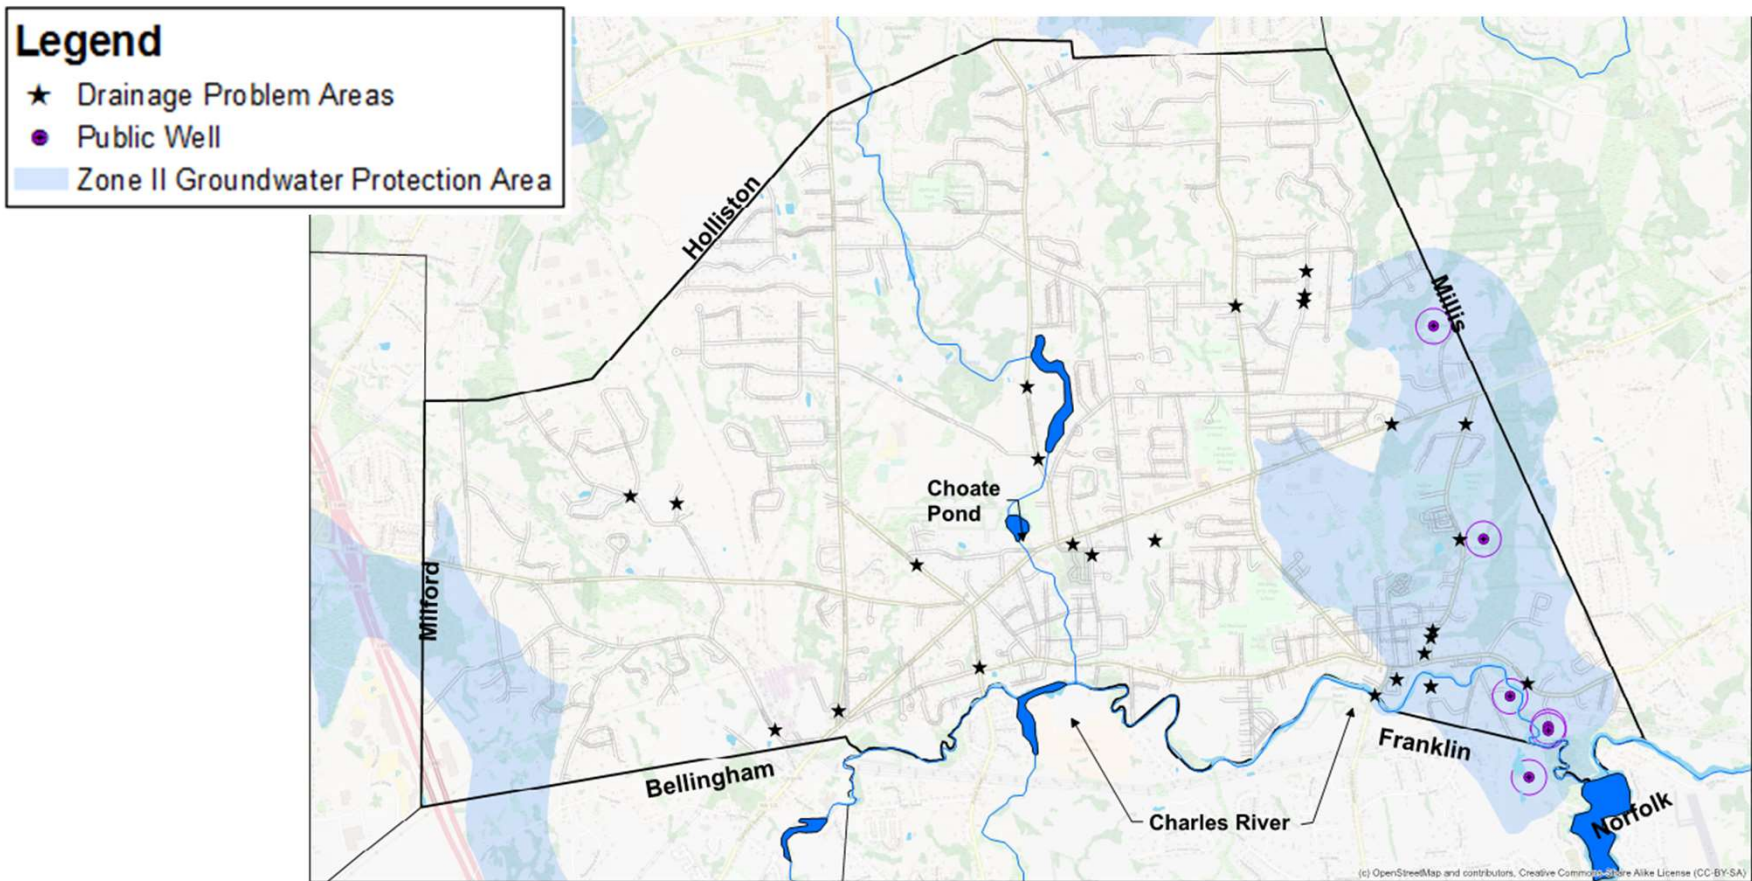 Legend
Drainage Problem Areas
Public Well
Zone II Groundwater Protection Area
Holliston
Millis
Choate
Pond
Milford
Bellingham
Franklin
Charles River
Norfolk
(c) OpenStreetMap and contributors, Creative Commons-Share Alike License (CC-BY-SA)